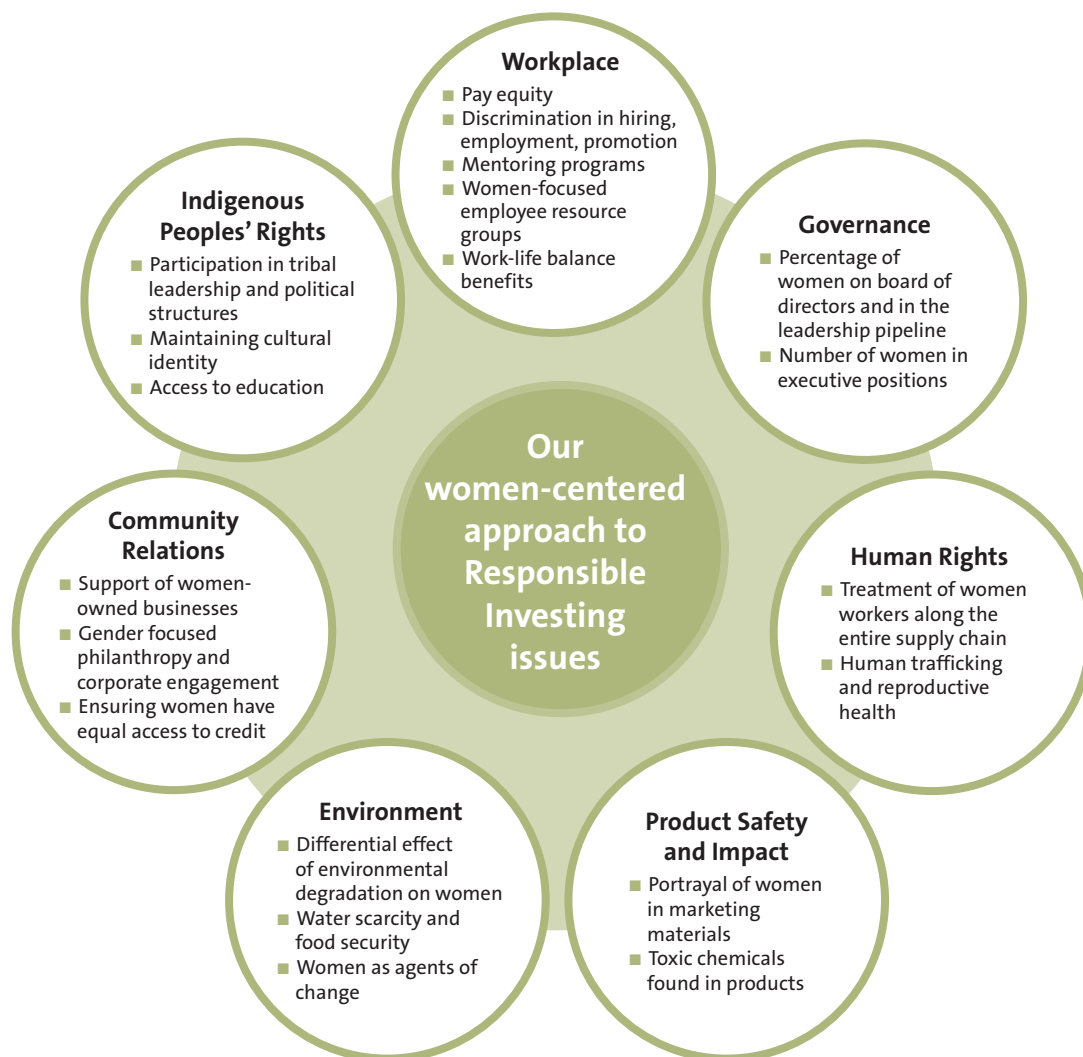 Workplace
■ Pay equity
■ Discrimination in hiring,
employment, promotion
■ Mentoring programs
■ Women-focused
employee resource
groups
■ Work-life balance
benefits
Governance
■ Percentage of
women on board of
directors and in the
leadership pipeline
■ Number of women in
executive positions
Human Rights
■ Treatment of women
workers along the
entire supply chain
■ Human trafficking
and reproductive
health
Product Safety
and Impact
■ Portrayal of women
in marketing
materials
■ Toxic chemicals
found in products
Environment
■ Differential effect
of environmental
degradation on women
■ Water scarcity and
food security
■ Women as agents of
change
Community
Relations
■ Support of women-
owned businesses
■ Gender focused
philanthropy and
corporate engagement
■ Ensuring women have
equal access to credit
Indigenous
Peoples’ Rights
■ Participation in tribal
leadership and political
structures
■ Maintaining cultural
identity
■ Access to education
Our
women-centered
approach to
Responsible
Investing
issues